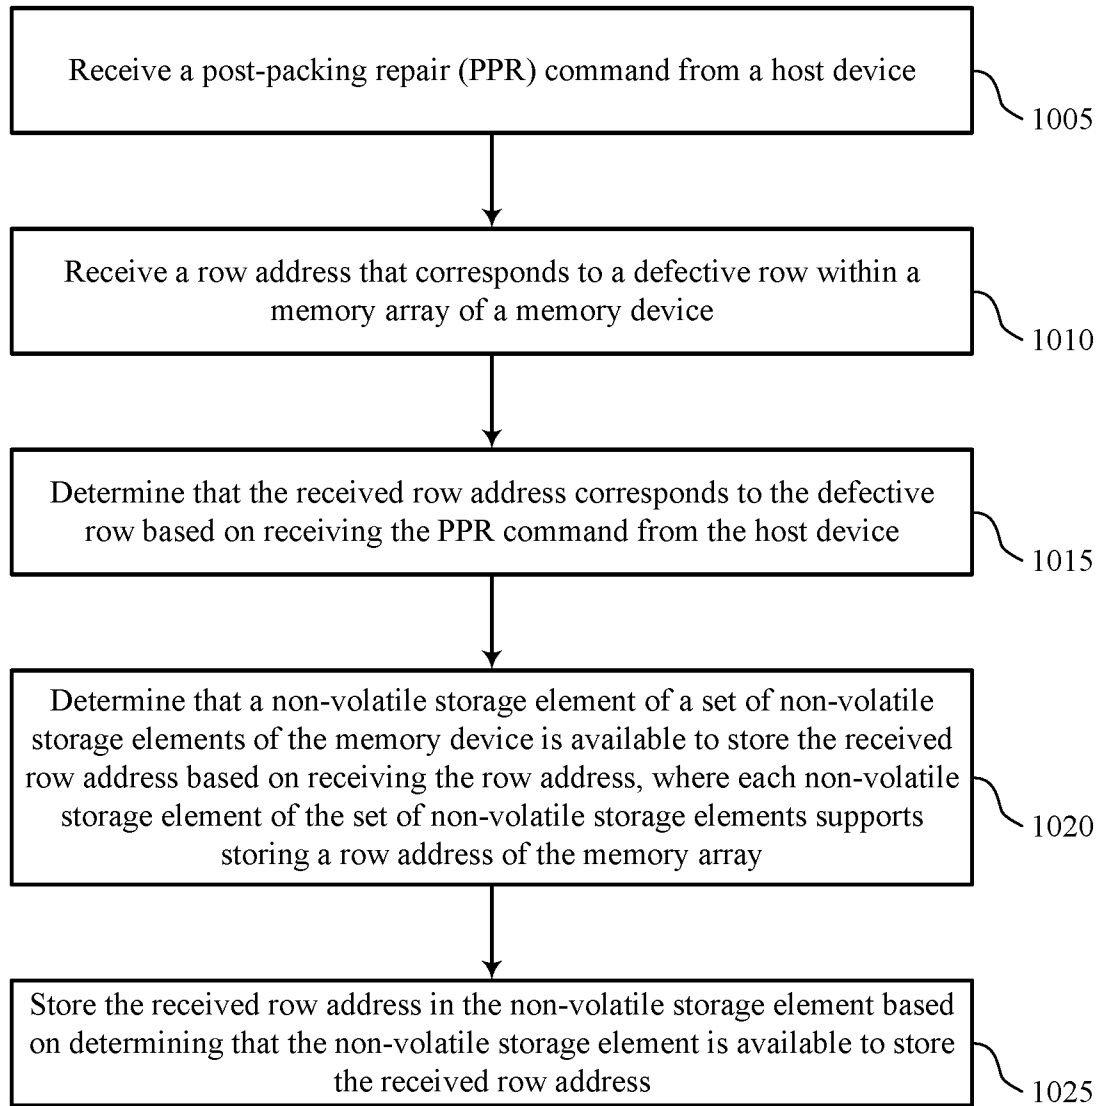 Receive a post-packing repair (PPR) command from a host device
1005
Receive a row address that corresponds to a defective row within a
memory array of a memory device
1010
Determine that the received row address corresponds to the defective
row based on receiving the PPR command from the host device
1015
Determine that a non-volatile storage element of a set of non-volatile
storage elements of the memory device is available to store the received
row address based on receiving the row address, where each non-volatile
storage element of the set of non-volatile storage elements supports
storing a row address of the memory array
1020
Store the received row address in the non-volatile storage element based
on determining that the non-volatile storage element is available to store
the received row address
1025